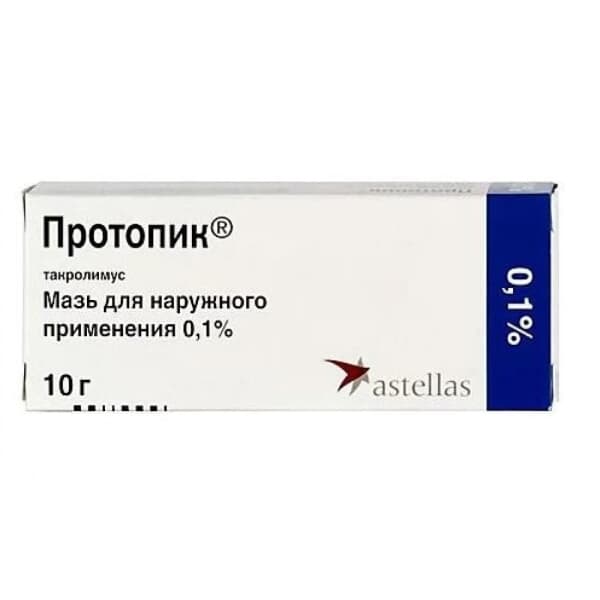 Протопик®
такролимус
Мазь для наружного
применения 0,1%
10 г
astellas
0,1%